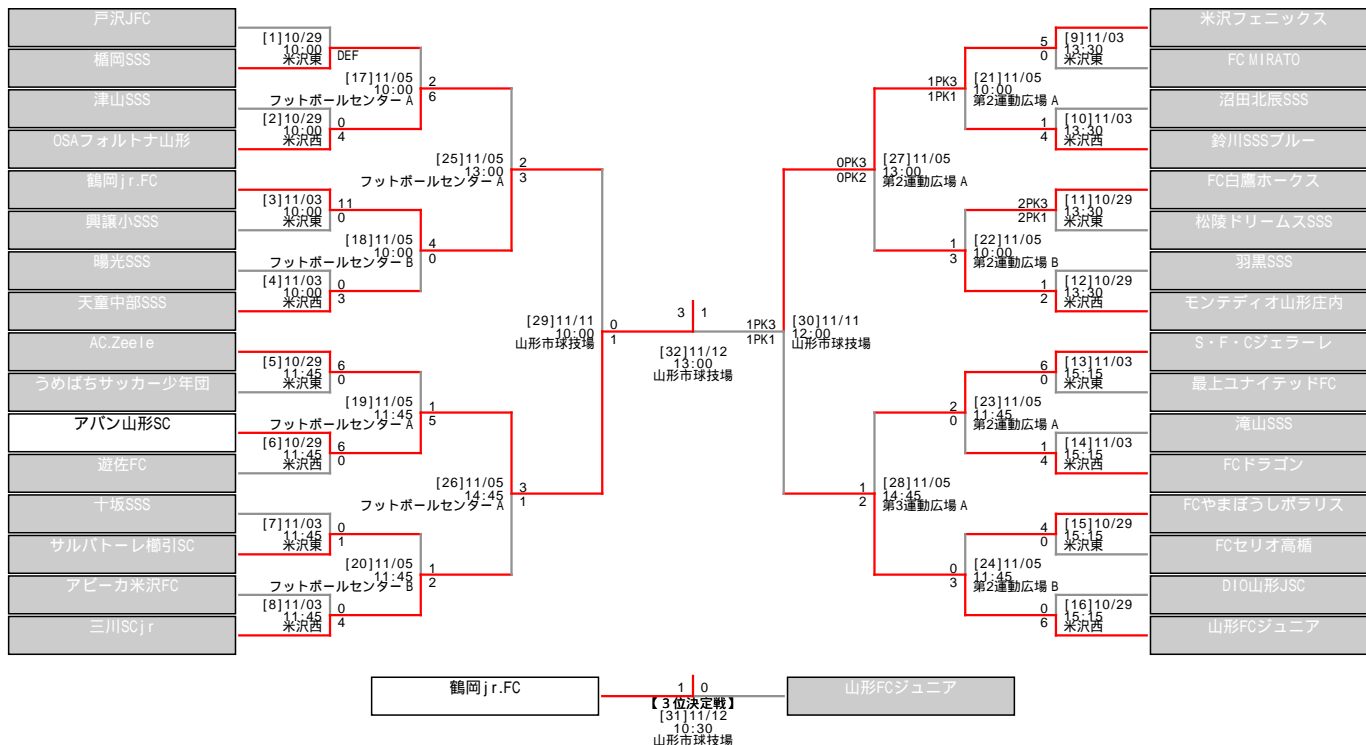 戸沢JFC
[1]10/29
10:00
米沢東
DEF
楯岡SSS
[17]11/05
10:00
フットボールセンター A
2
6
津山SSS
[2]10/29
10:00
米沢西
0
4
OSAフォルトナ山形
[25]11/05
13:00
フットボールセンター A
2
3
鶴岡jr.FC
[3]11/03
10:00
米沢東
11
0
興譲小SSS
[18]11/05
10:00
フットボールセンター B
4
0
暘光SSS
[4]11/03
10:00
米沢西
0
3
天童中部SSS
[29]11/11
10:00
山形市球技場
0
1
AC.Zeele
[5]10/29
11:45
米沢東
6
0
うめばちサッカー少年団
[19]11/05
11:45
フットボールセンター A
1
5
アバン山形SC
[6]10/29
11:45
米沢西
6
0
遊佐FC
[26]11/05
14:45
フットボールセンター A
3
1
十坂SSS
[7]11/03
11:45
米沢東
0
1
サルバトーレ櫛引SC
[20]11/05
11:45
フットボールセンター B
1
2
アビーカ米沢FC
[8]11/03
11:45
米沢西
0
4
三川SCjr
3 1
[32]11/12
13:00
山形市球技場
米沢フェニックス
5
0
[9]11/03
13:30
米沢東
FC MIRATO
1PK3
1PK1
[21]11/05
10:00
第2運動広場 A
沼田北辰SSS
1
4
[10]11/03
13:30
米沢西
鈴川SSSブルー
0PK3
0PK2
[27]11/05
13:00
第2運動広場 A
FC白鷹ホークス
2PK3
2PK1
[11]10/29
13:30
米沢東
松陵ドリームスSSS
1
3
[22]11/05
10:00
第2運動広場 B
羽黒SSS
1
2
[12]10/29
13:30
米沢西
モンテディオ山形庄内
1PK3
1PK1
[30]11/11
12:00
山形市球技場
S・F・Cジェラーレ
6
0
[13]11/03
15:15
米沢東
最上ユナイテッドFC
2
0
[23]11/05
11:45
第2運動広場 A
滝山SSS
1
4
[14]11/03
15:15
米沢西
FCドラゴン
1
2
[28]11/05
14:45
第3運動広場 A
FCやまぼうしポラリス
4
0
[15]10/29
15:15
米沢東
FCセリオ高楯
0
3
[24]11/05
11:45
第2運動広場 B
DIO山形JSC
0
6
[16]10/29
15:15
米沢西
山形FCジュニア
鶴岡jr.FC
1 0
山形FCジュニア
【３位決定戦】
[31]11/12
10:30
山形市球技場